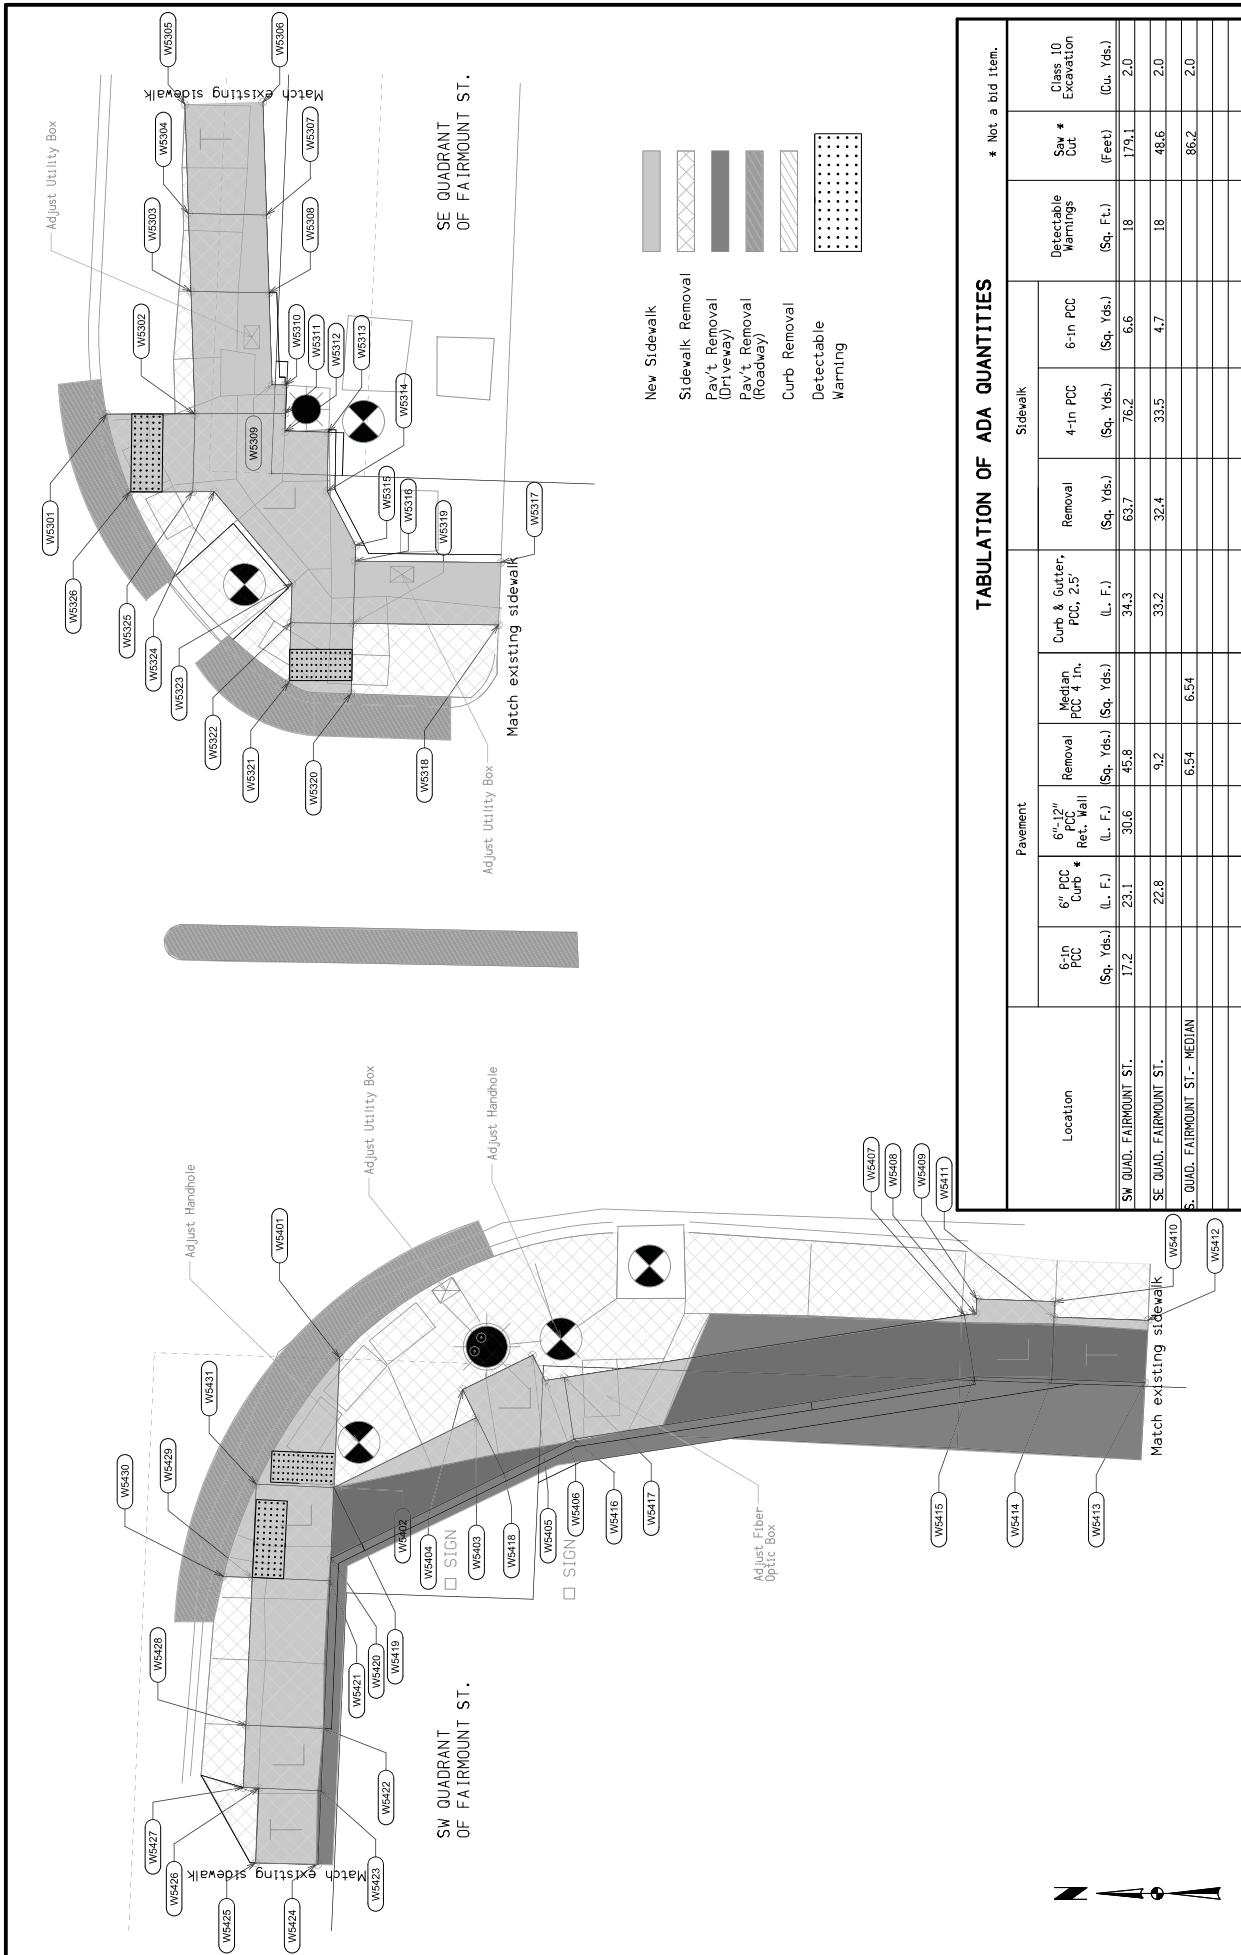 W5401
W5402
W5403
W5404
W5405
W5406
W5407
W5408
W5409
W5410
W5411
W5412
W5413
W5414
W5415
W5416
W5417
W5418
W5419
W5420
W5421
W5422
W5423
W5424
W5425
W5426
W5427
W5428
W5429
W5430
W5431
Adjust Handhole
Adjust Utility Box
Adjust Handhole
Adjust Fiber
Optic Box
SIGN
SIGN
Match existing sidewalk
Match existing sidewalk
SW QUADRANT
OF FAIRMOUNT ST.
T
L
L
L
L
T
N
W5301
W5302
W5303
W5304
W5305
W5306
W5307
W5308
W5309
W5310
W5311
W5312
W5313
W5314
W5315
W5316
W5317
W5318
W5319
W5320
W5321
W5322
W5323
W5324
W5325
W5326
Adjust Utility Box
Adjust Utility Box
Match existing sidewalk
Match existing sidewalk
T
L
SE QUADRANT
OF FAIRMOUNT ST.
New Sidewalk
Sidewalk Removal
Pav't Removal
(Driveway)
Pav't Removal
(Roadway)
Curb Removal
Detectable
Warning
TABULATION OF ADA QUANTITIES
* Not a bid item.
Location
Pavement
Sidewalk
6-in
PCC
(Sq. Yds.)
6" PCC
Curb *
(L. F.)
6"-12"
PCC
Ret. Wall
(L. F.)
Removal
(Sq. Yds.)
Median
PCC 4 in.
(Sq. Yds.)
Curb & Gutter,
PCC, 2.5'
(L. F.)
Removal
(Sq. Yds.)
4-in PCC
(Sq. Yds.)
6-in PCC
(Sq. Yds.)
Detectable
Warnings
(Sq. Ft.)
Saw *
Cut
(Feet)
Class 10
Excavation
(Cu. Yds.)
SW QUAD. FAIRMOUNT ST. 17.2 23.1 30.6 45.8 34.3 63.7 76.2 6.6 18 179.1 2.0
SE QUAD. FAIRMOUNT ST. 22.8 9.2 33.2 32.4 33.5 4.7 18 48.6 2.0
S. QUAD. FAIRMOUNT ST.- MEDIAN 6.54 6.54 86.2 2.0